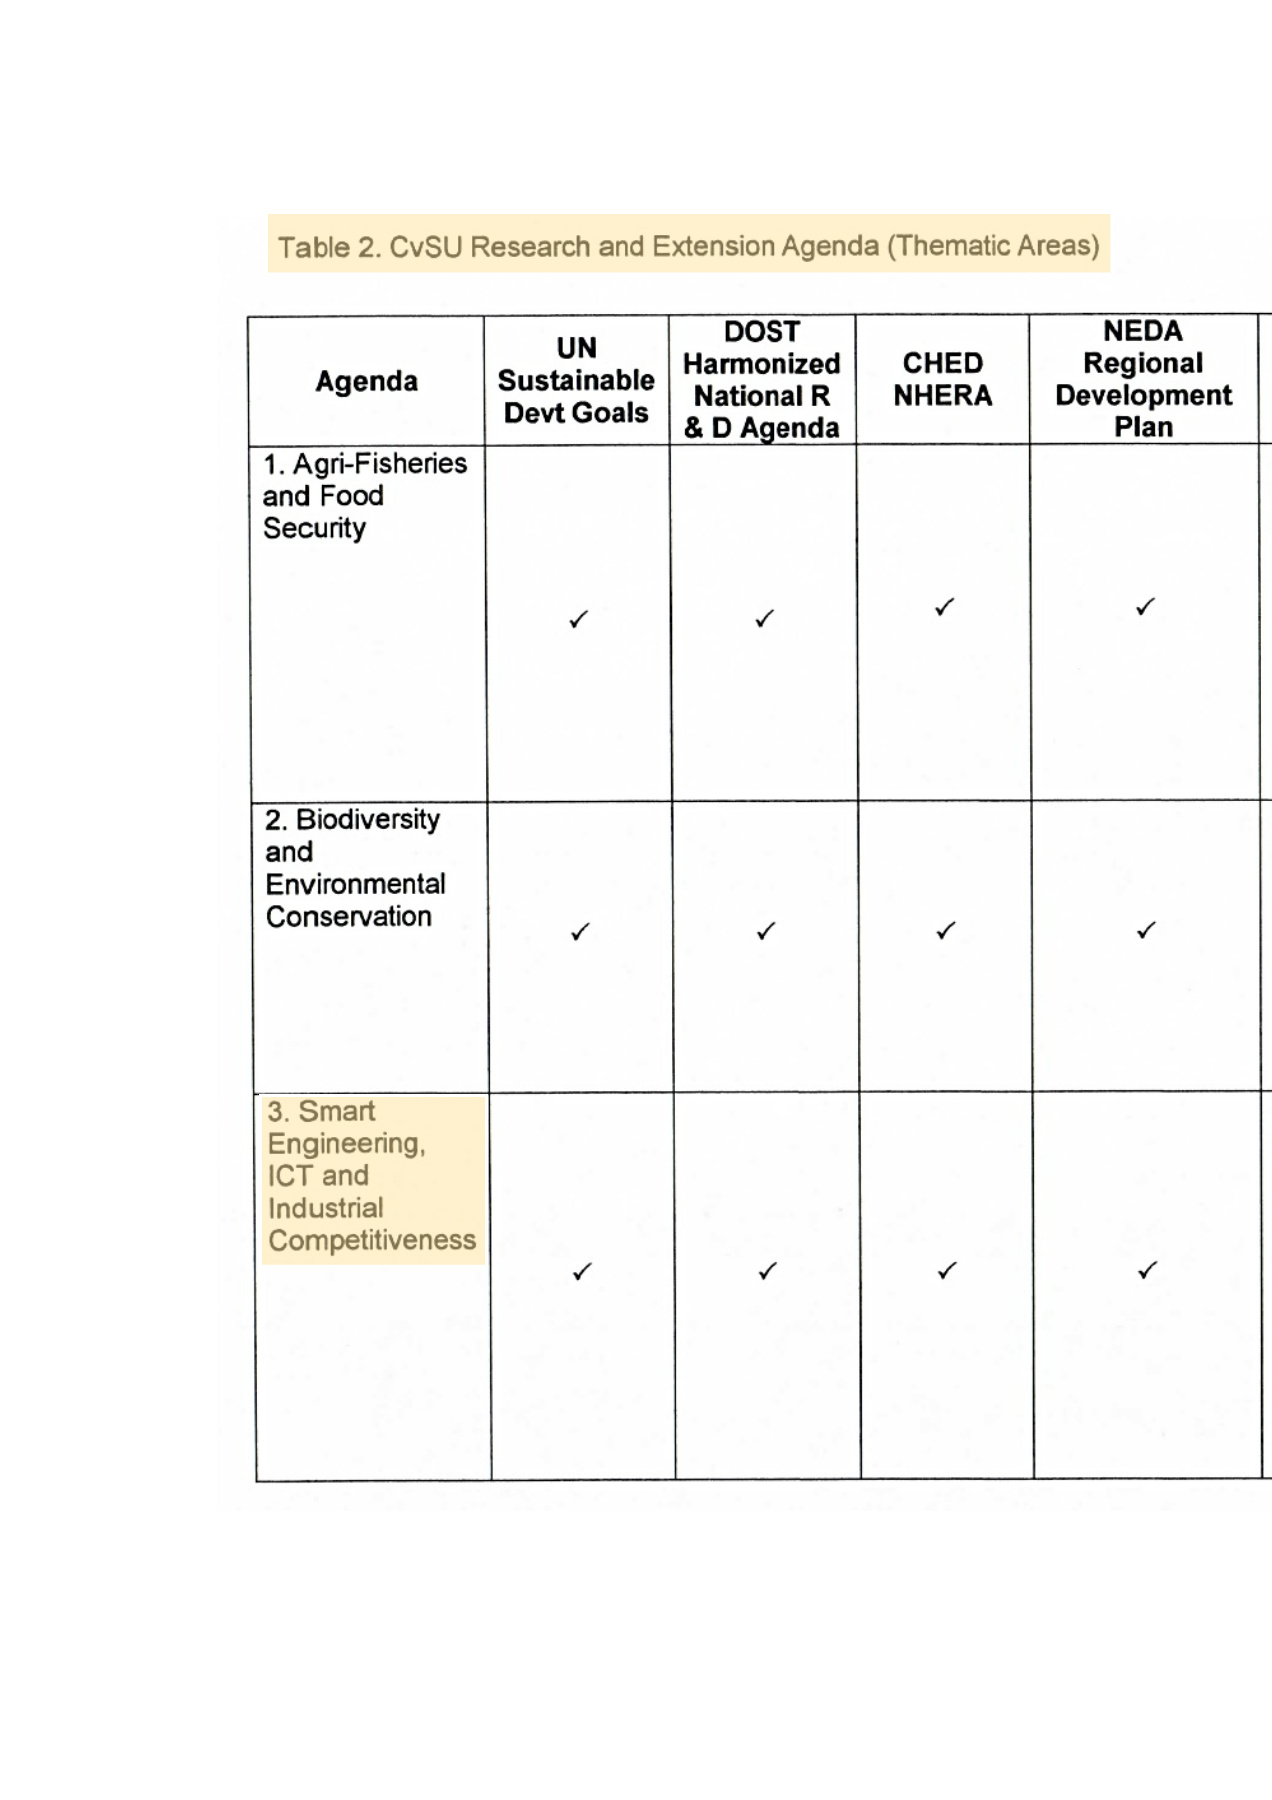 Table 2. CvSU Research and Extension Agenda (Thematic Areas)
Agenda
UN
Sustainable
Devt Goals
DOST
Harmonized
National R
& D Agenda
CHED
NHERA
NEDA
Regional
Development
Plan
1. Agri-Fisheries
and Food
Security
✓ ✓ ✓ ✓
2. Biodiversity
and
Environmental
Conservation
✓ ✓ ✓ ✓
3. Smart
Engineering,
ICT and
Industrial
Competitiveness
✓ ✓ ✓ ✓